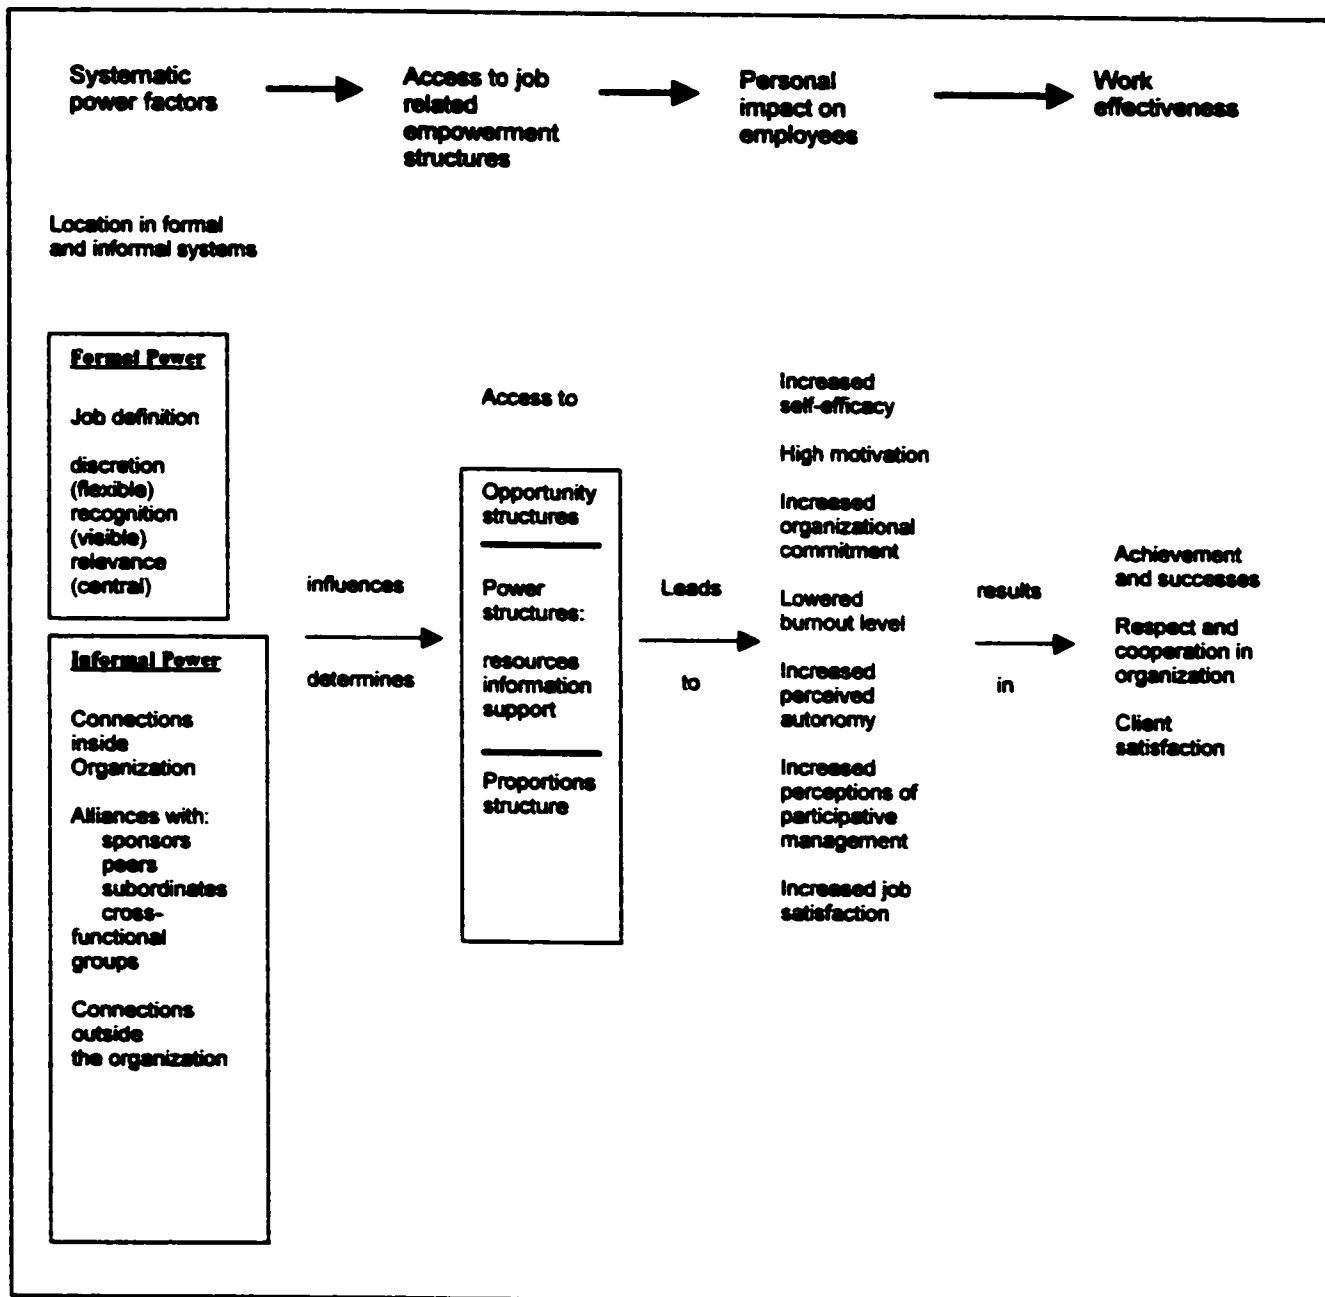 Systematic
power factors
Access to job
related
empowerment
structures
Personal
impact on
employees
Work
effectiveness
Location in formal
and informal systems
Formal Power
Job definition
discretion
(flexible)
recognition
(visible)
relevance
(central)
Informal Power
Connections
inside
Organization
Alliances with:
sponsors
peers
subordinates
cross-
functional
groups
Connections
outside
the organization
influences
determines
Access to
Opportunity
structures
Power
structures:
resources
information
support
Proportions
structure
Leads
to
Increased
self-efficacy
High motivation
Increased
organizational
commitment
Lowered
burnout level
Increased
perceived
autonomy
Increased
perceptions of
participative
management
Increased job
satisfaction
results
in
Achievement
and successes
Respect and
cooperation in
organization
Client
satisfaction